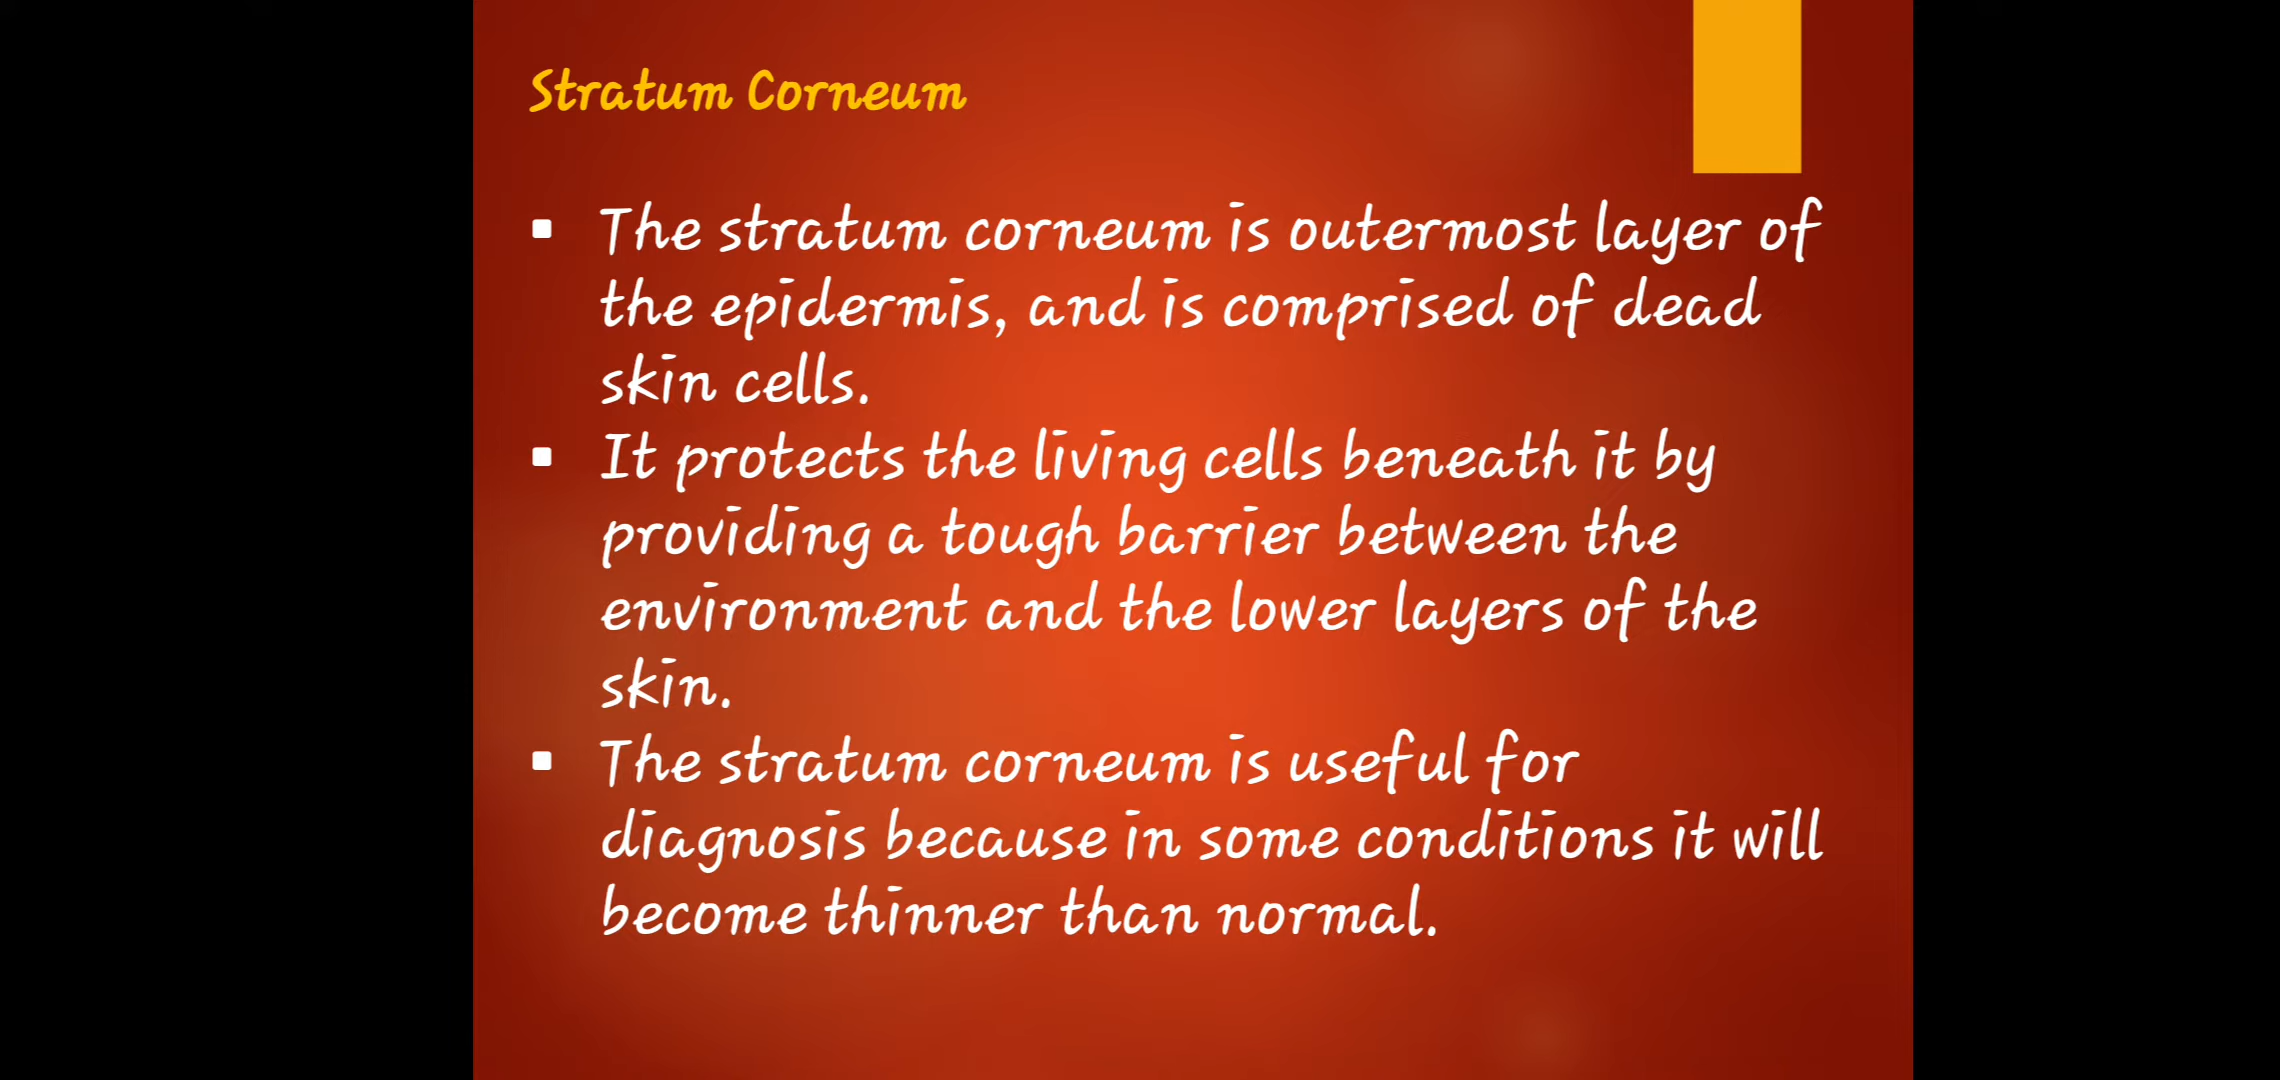 Stratum Corneum
▪ The stratum corneum is outermost layer of
the epidermis, and is comprised of dead
skin cells.
▪ It protects the living cells beneath it by
providing a tough barrier between the
environment and the lower layers of the
skin.
▪ The stratum corneum is useful for
diagnosis because in some conditions it will
become thinner than normal.